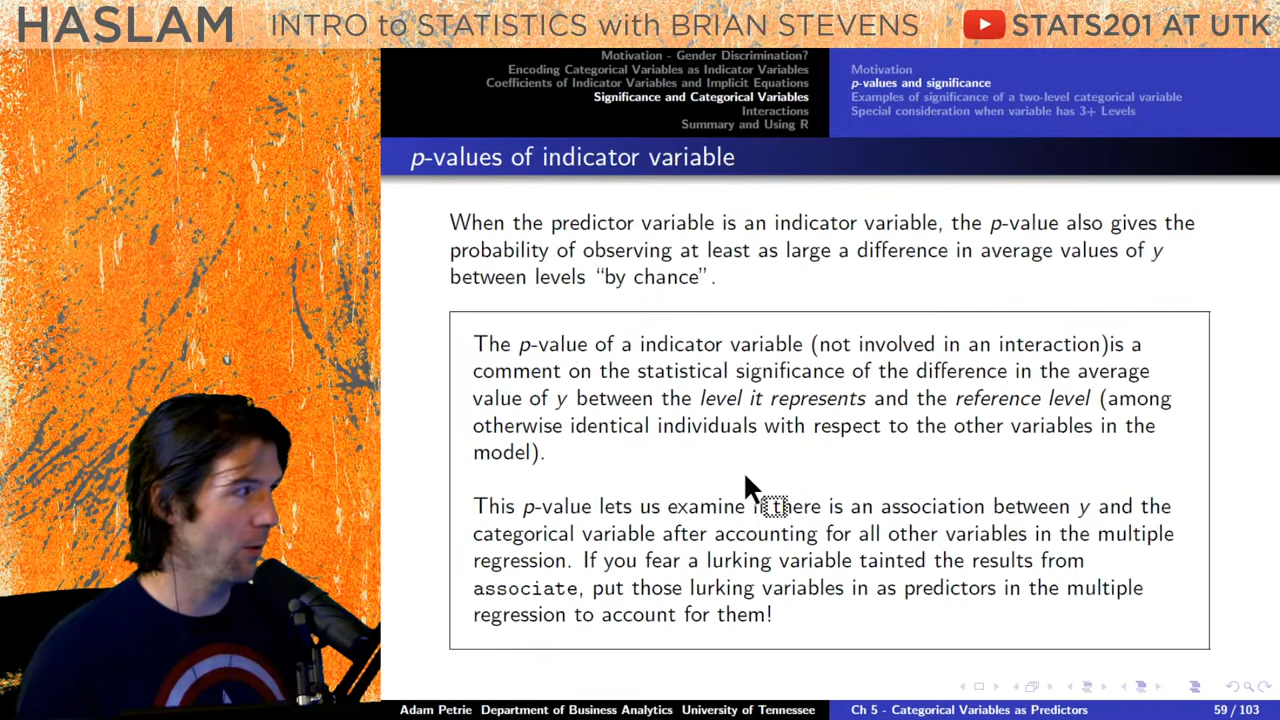 HASLAM INTRO to STATISTICS with BRIAN STEVENS STATS201 AT UTK
Motivation - Gender Discrimination?
Encoding Categorical Variables as Indicator Variables
Coefficients of Indicator Variables and Implicit Equations
Significance and Categorical Variables
Interactions
Summary and Using R
Motivation
p-values and significance
Examples of significance of a two-level categorical variable
Special consideration when variable has 3+ Levels
p-values of indicator variable
When the predictor variable is an indicator variable, the p-value also gives the
probability of observing at least as large a difference in average values of y
between levels “by chance”.
The p-value of a indicator variable (not involved in an interaction)is a
comment on the statistical significance of the difference in the average
value of y between the level it represents and the reference level (among
otherwise identical individuals with respect to the other variables in the
model).
This p-value lets us examine if there is an association between y and the
categorical variable after accounting for all other variables in the multiple
regression. If you fear a lurking variable tainted the results from
associate, put those lurking variables in as predictors in the multiple
regression to account for them!
Adam Petrie Department of Business Analytics University of Tennessee
Ch 5 - Categorical Variables as Predictors
59 / 103